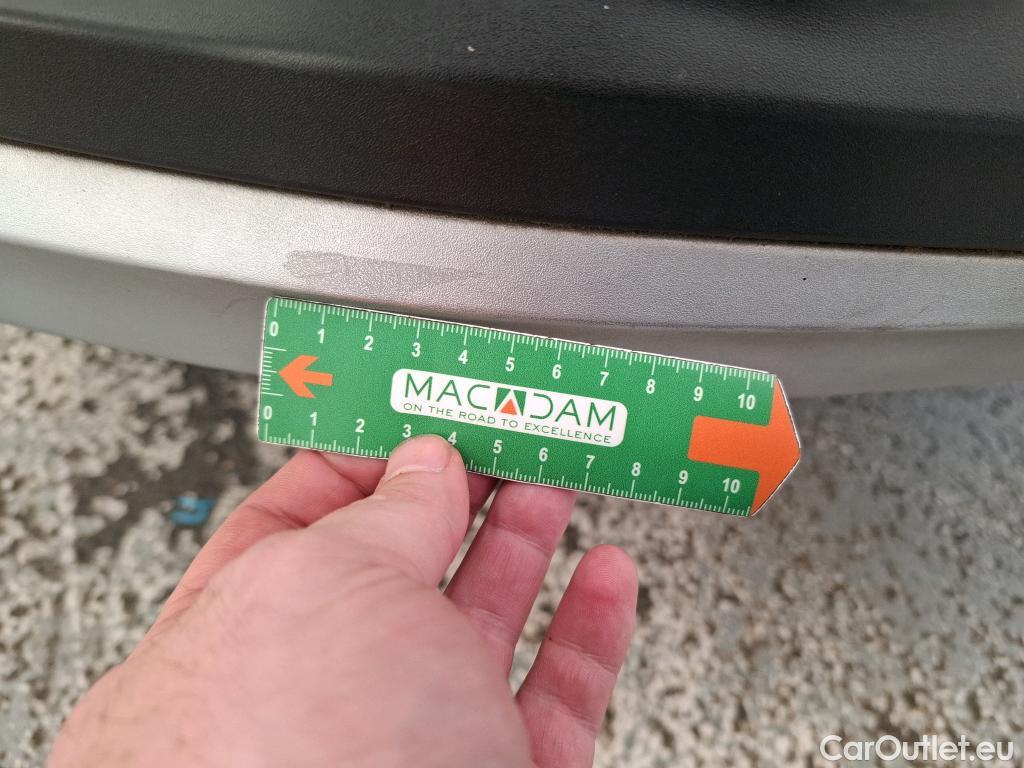 0 1 2 3 4 5 6 7 8 9 10
MACADAM
ON THE ROAD TO EXCELLENCE
0 1 2 3 4 5 6 7 8 9 10
CarOutlet.eu